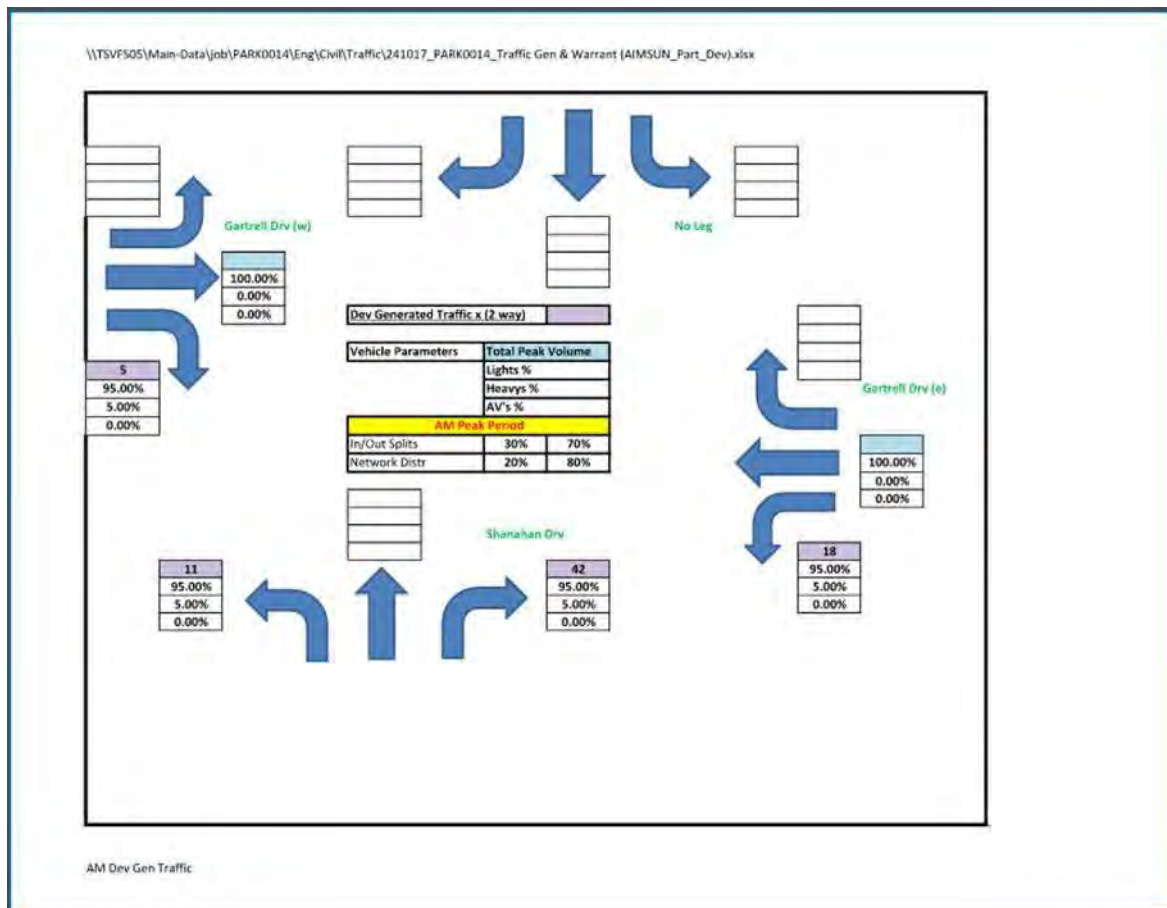 \\TSVFS05\Main-Data\job\PARK0014\Eng\Civil\Traffic\241017_PARK0014_Traffic Gen & Warrant (AIMSUN_Part_Dev).xlsx
Gartrell Drv (w)
No Leg
100.00%
0.00%
0.00%
Dev Generated Traffic x (2 way)
Vehicle Parameters Total Peak Volume
Lights %
Heavys %
AV's %
AM Peak Period
In/Out Splits 30% 70%
Network Distr 20% 80%
5
95.00%
5.00%
0.00%
Gartrell Drv (e)
100.00%
0.00%
0.00%
Shanahan Drv
11
95.00%
5.00%
0.00%
42
95.00%
5.00%
0.00%
18
95.00%
5.00%
0.00%
AM Dev Gen Traffic